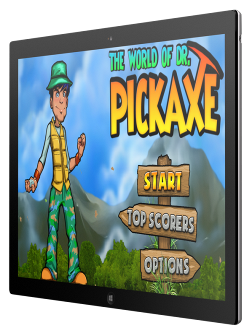 THE WORLD OF DR.
PICKAXE
START
TOP SCORERS
OPTIONS